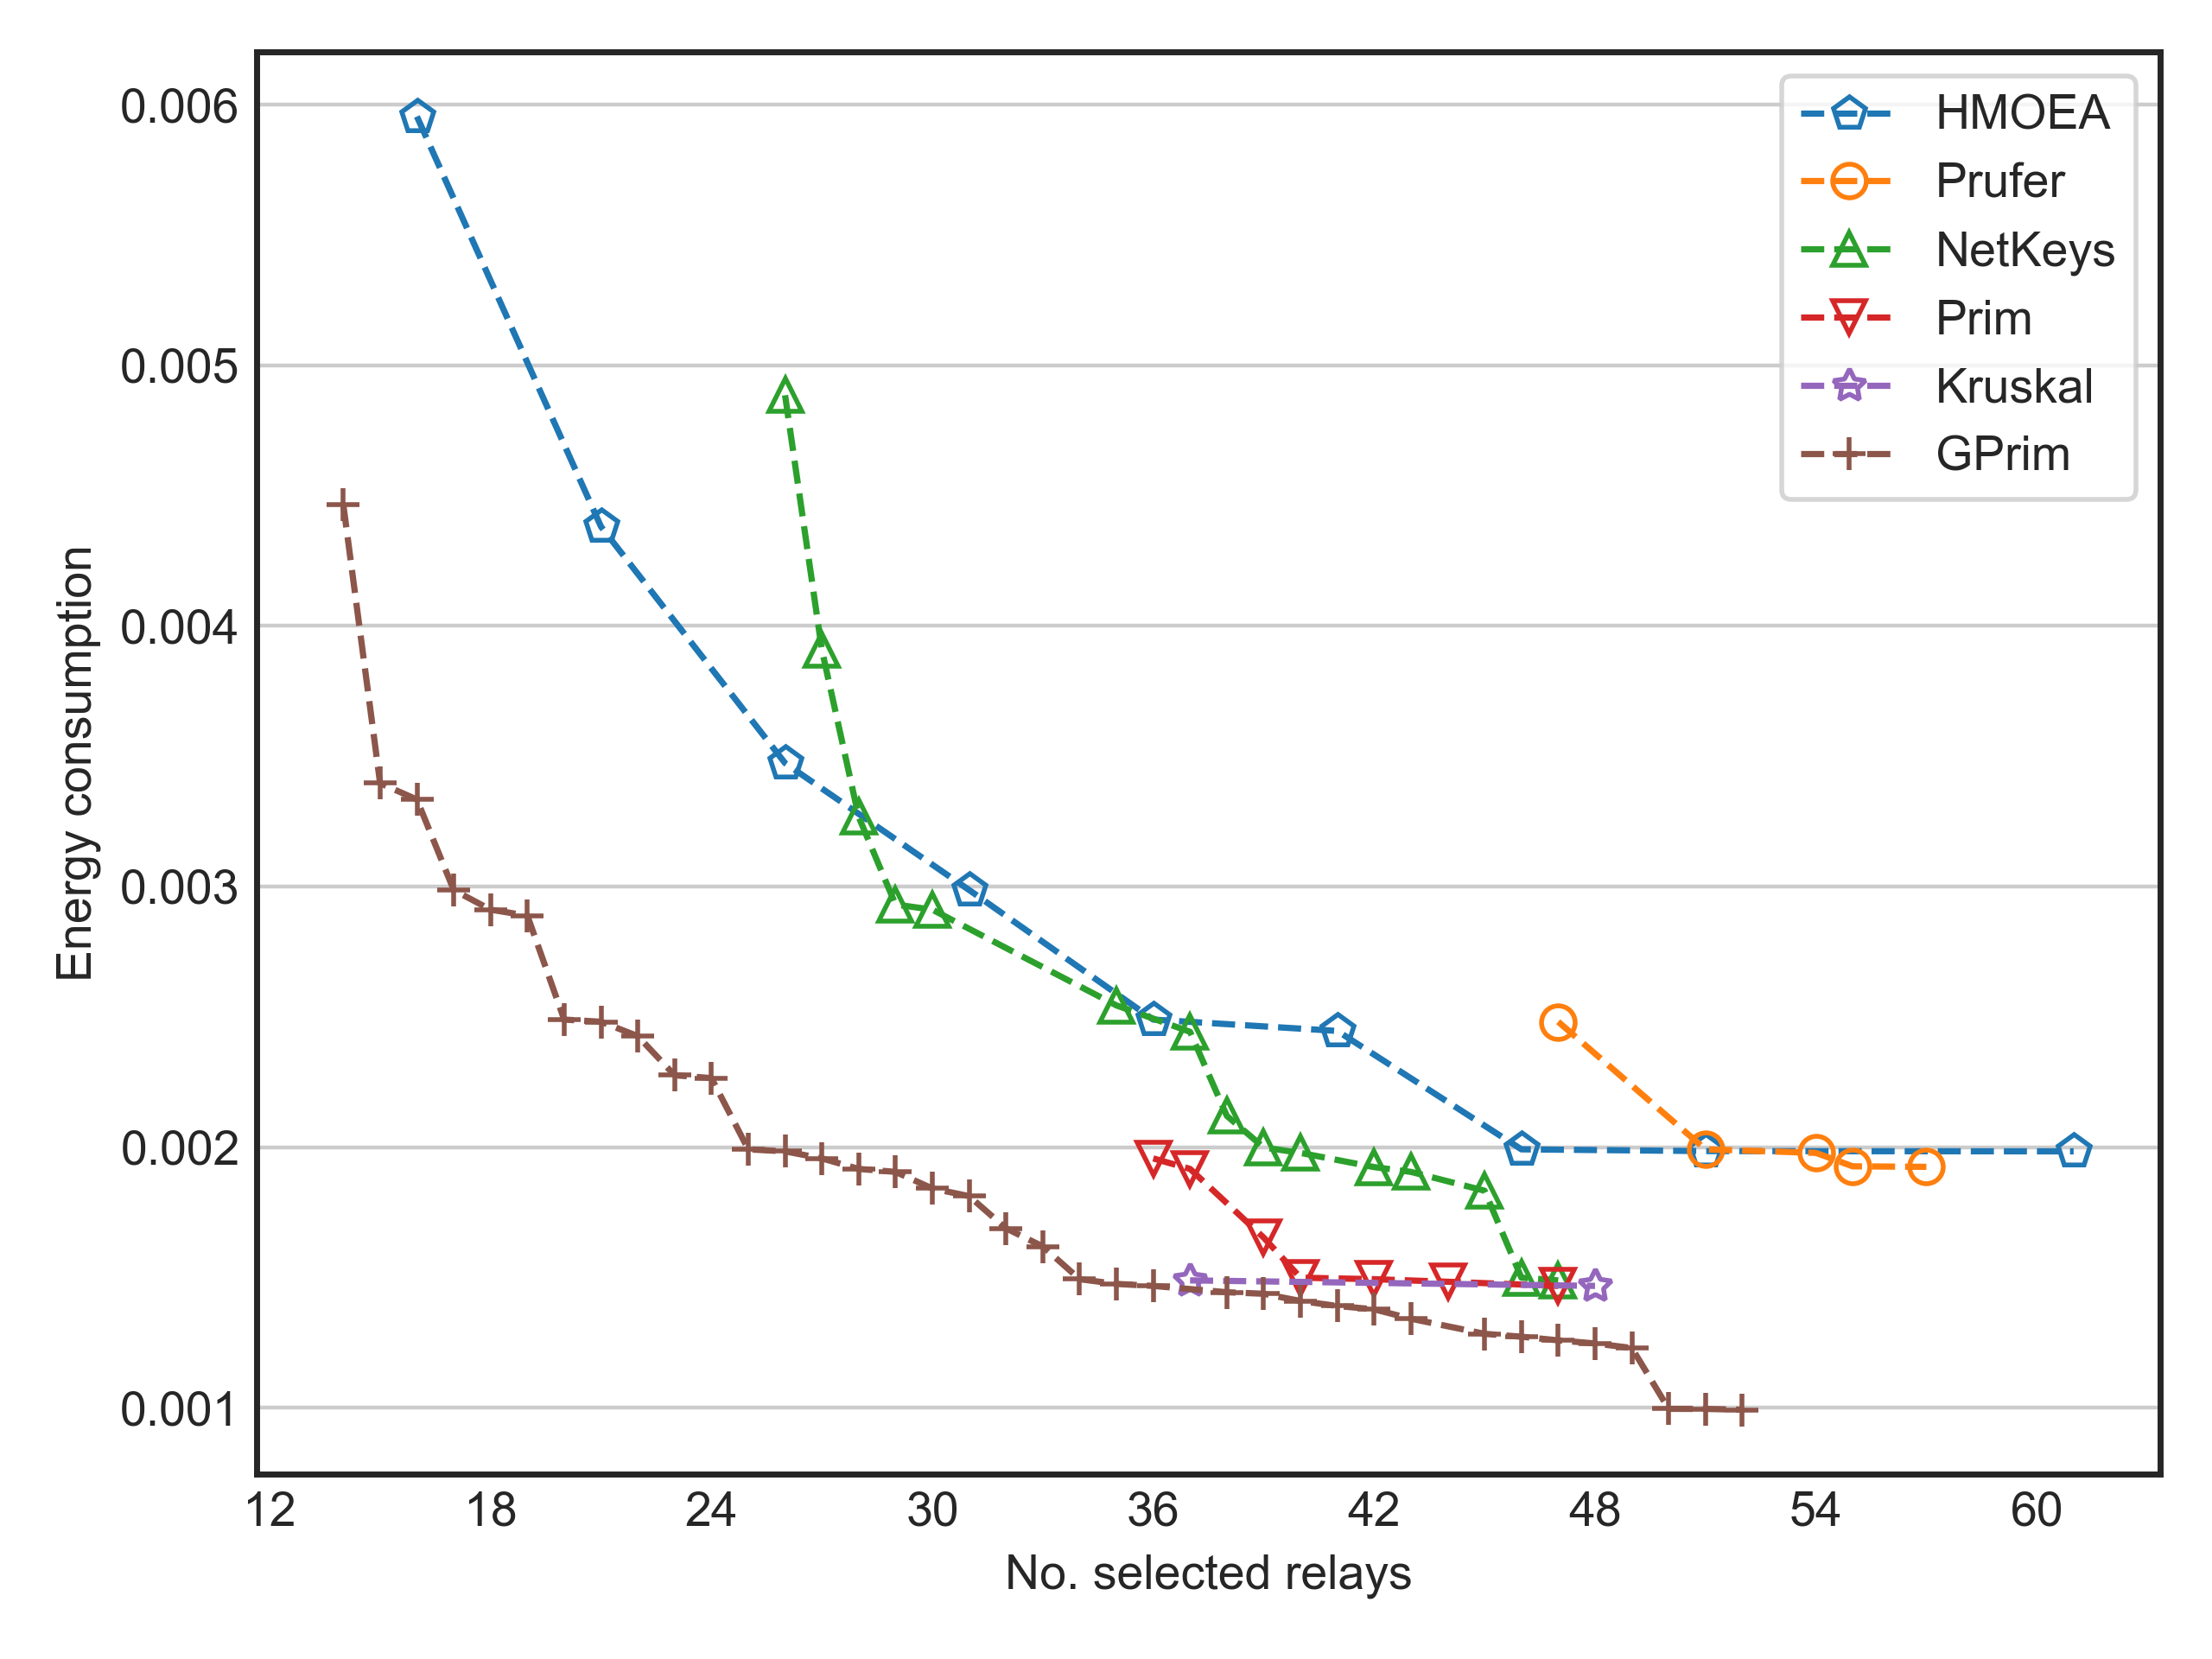 0.006
0.005
0.004
0.003
0.002
0.001
Energy consumption
12 18 24 30 36 42 48 54 60
No. selected relays
HMOEA
Prufer
NetKeys
Prim
Kruskal
GPrim